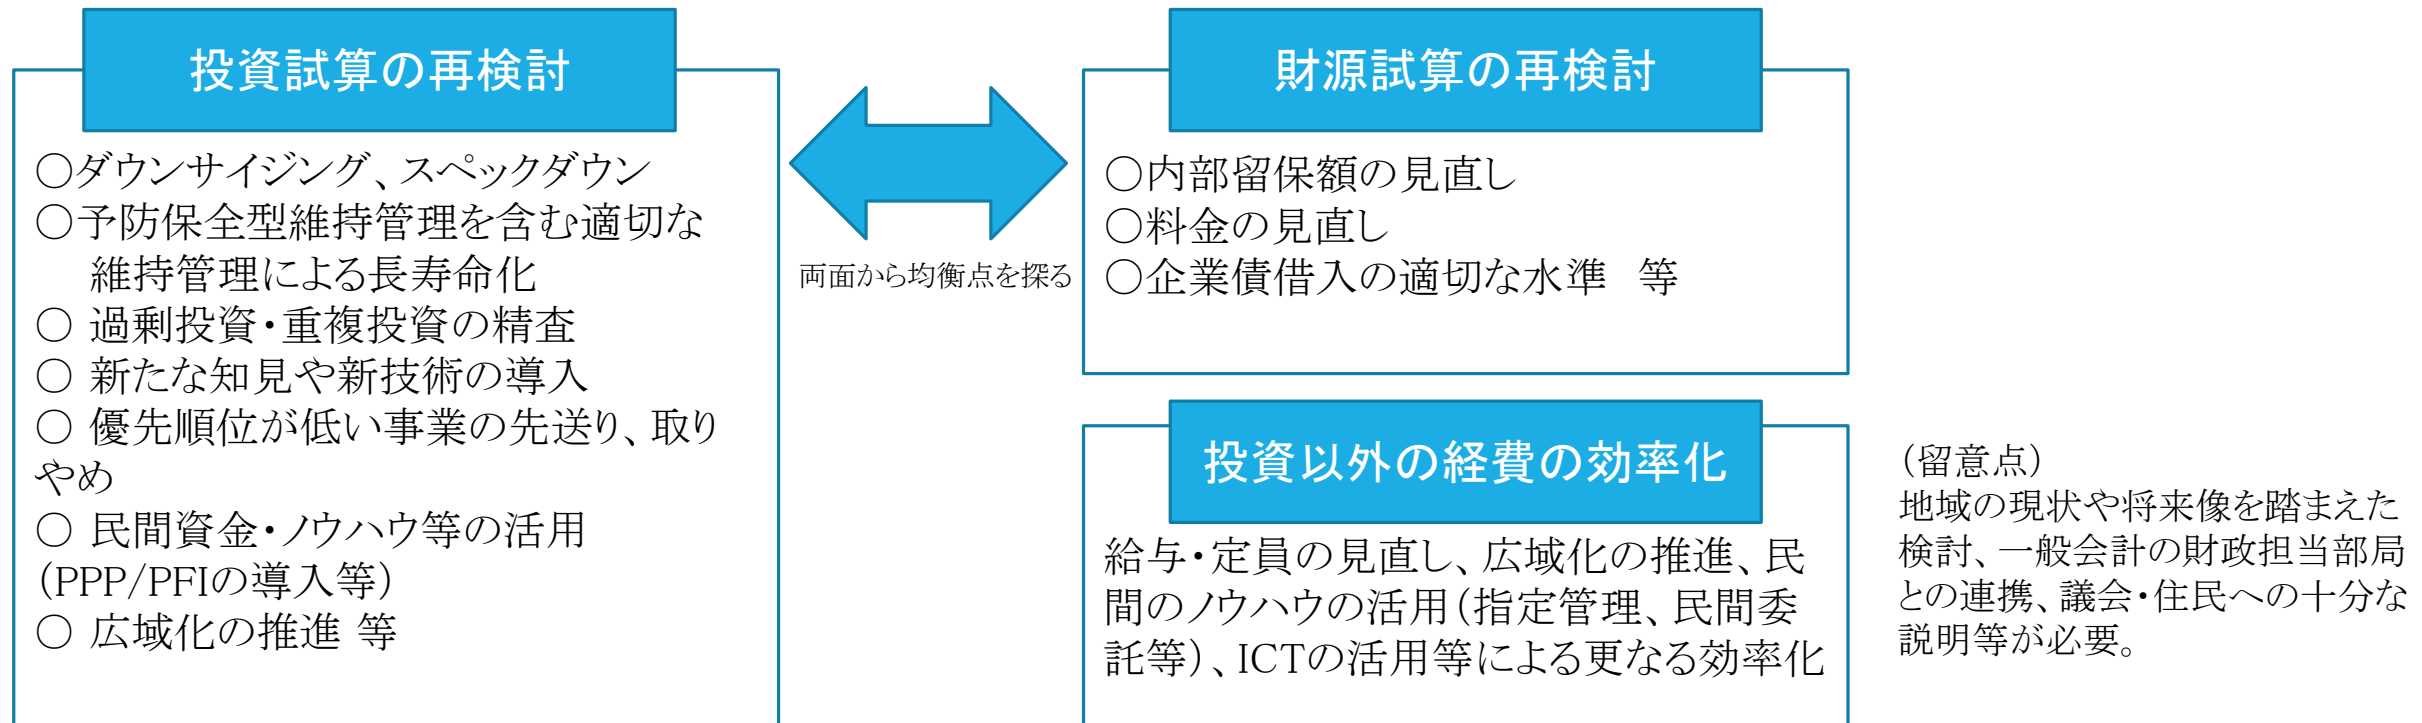 投資試算の再検討
○ダウンサイジング、スペックダウン
○予防保全型維持管理を含む適切な
維持管理による長寿命化
○ 過剰投資・重複投資の精査
○ 新たな知見や新技術の導入
○ 優先順位が低い事業の先送り、取り
やめ
○ 民間資金・ノウハウ等の活用
（PPP/PFIの導入等）
○ 広域化の推進 等
両面から均衡点を探る
財源試算の再検討
○内部留保額の見直し
○料金の見直し
○企業債借入の適切な水準　等
投資以外の経費の効率化
給与・定員の見直し、広域化の推進、民
間のノウハウの活用（指定管理、民間委
託等）、ICTの活用等による更なる効率化
（留意点）
地域の現状や将来像を踏まえた
検討、一般会計の財政担当部局
との連携、議会・住民への十分な
説明等が必要。